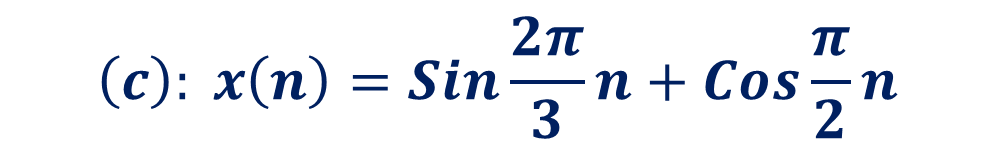 (c): x(n) = Sin 2π/3 n + Cos π/2 n